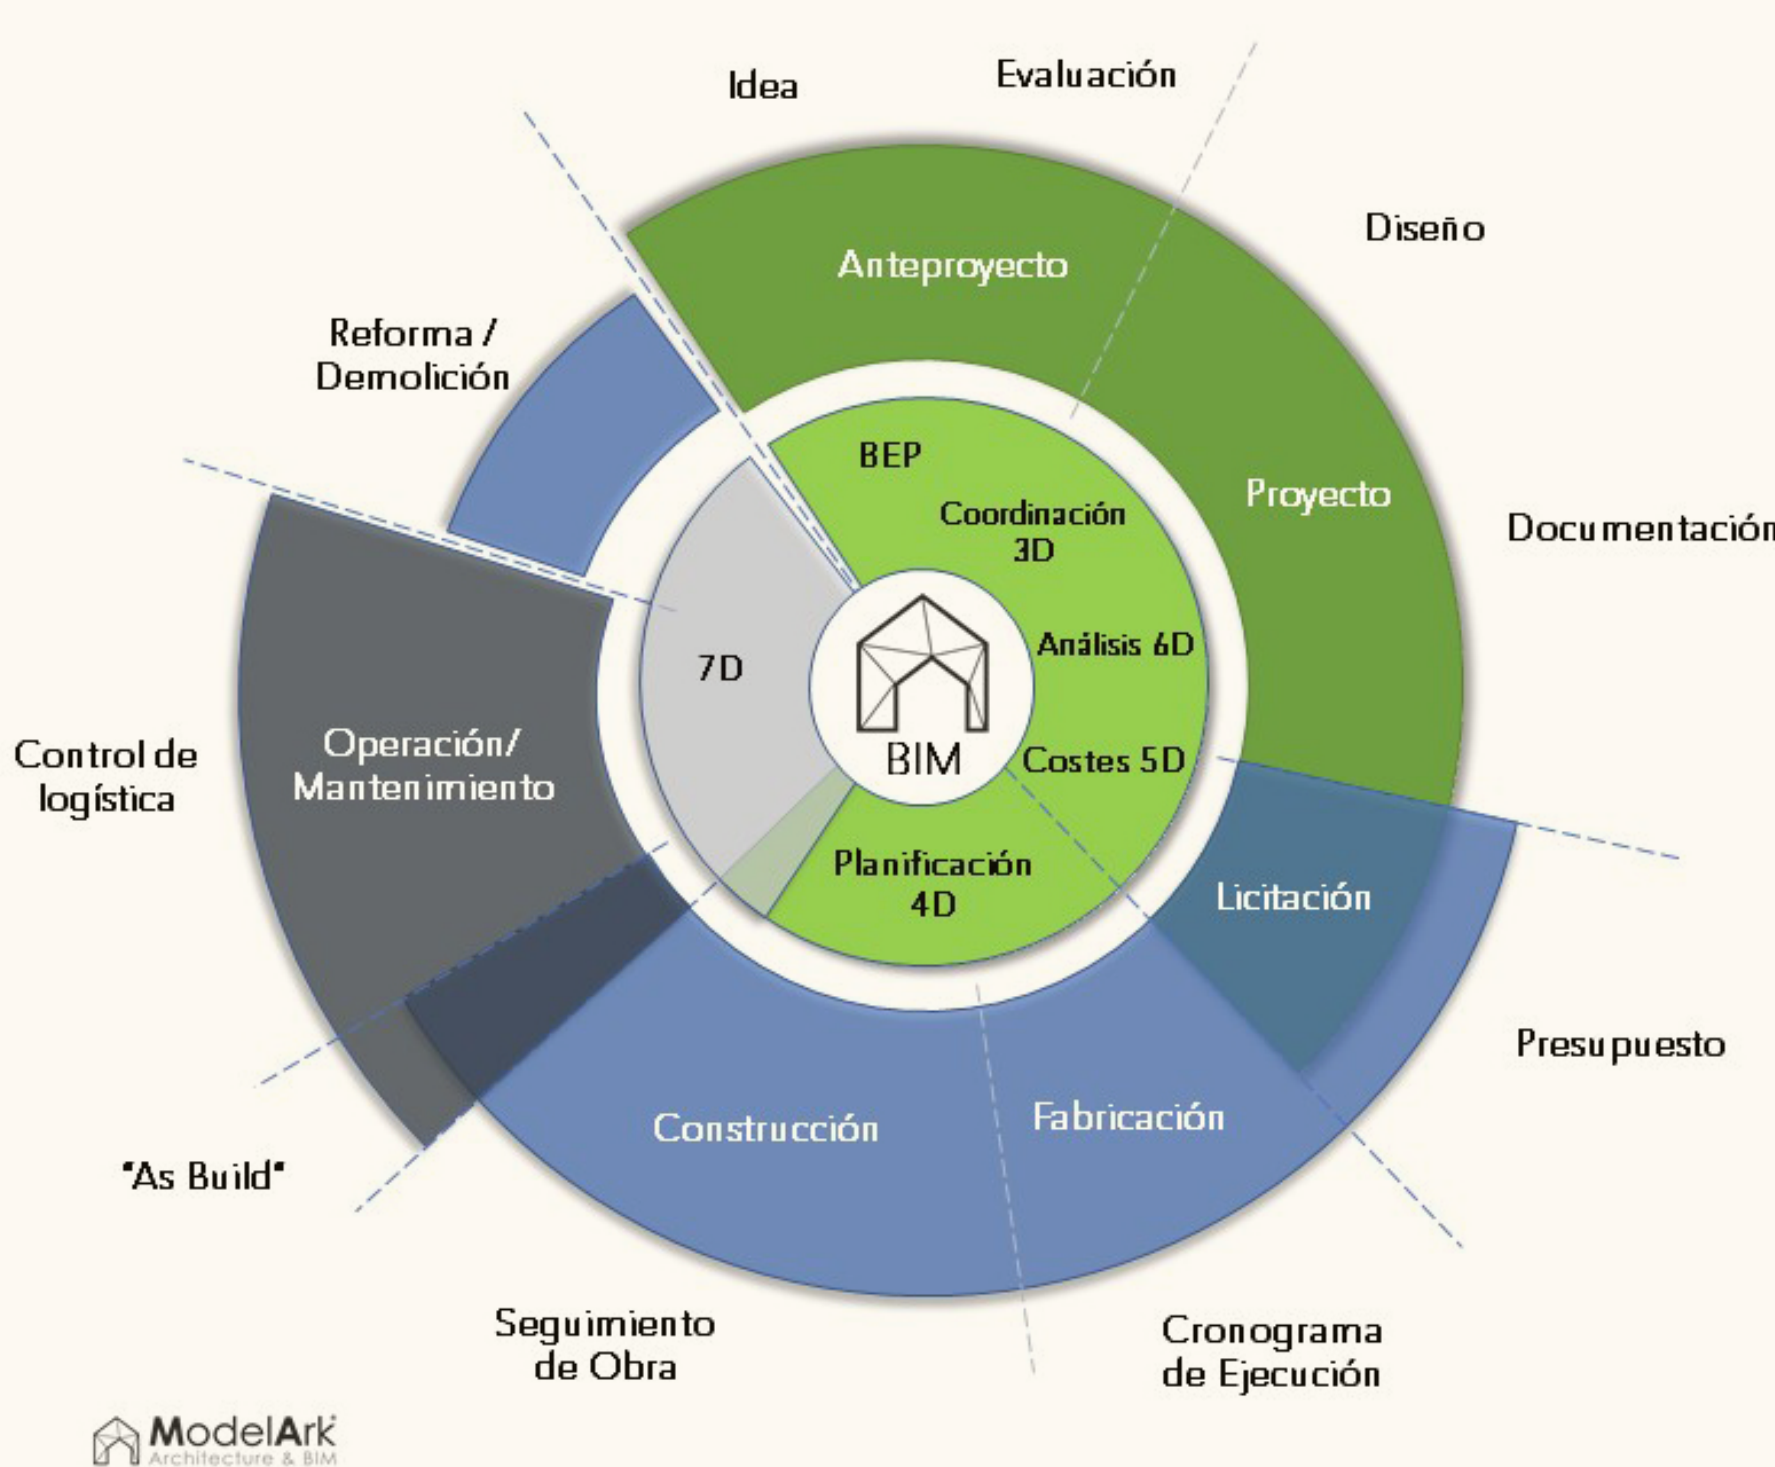 Idea
Evaluación
Diseño
Documentación
Presupuesto
Cronograma
de Ejecución
Seguimiento
de Obra
"As Build"
Control de
logística
Reforma /
Demolición
Anteproyecto
Proyecto
Licitación
Fabricación
Construcción
Operación/
Mantenimiento
BEP
Coordinación
3D
Análisis 6D
Costes 5D
Planificación
4D
7D
BIM
ModelArk
Architecture & BIM